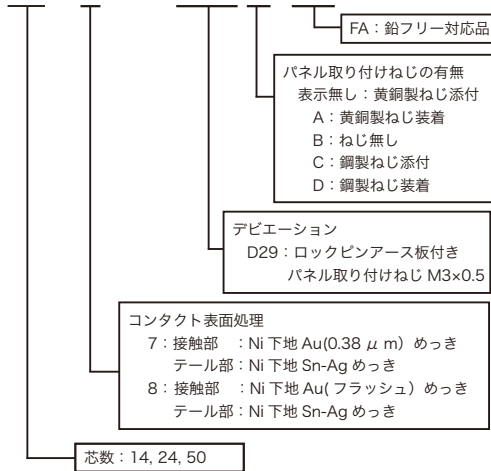 FA：鉛フリー対応品
パネル取り付けねじの有無
表示無し：黄銅製ねじ添付
A：黄銅製ねじ装着
B：ねじ無し
C：鋼製ねじ添付
D：鋼製ねじ装着
デビエーション
D29：ロックピンアース板付き
パネル取り付けねじ M3×0.5
コンタクト表面処理
7：接触部　：Ni 下地 Au(0.38 μ m）めっき
テール部：Ni 下地 Sn-Ag めっき
8：接触部　：Ni 下地 Au( フラッシュ）めっき
テール部：Ni 下地 Sn-Ag めっき
芯数：14, 24, 50